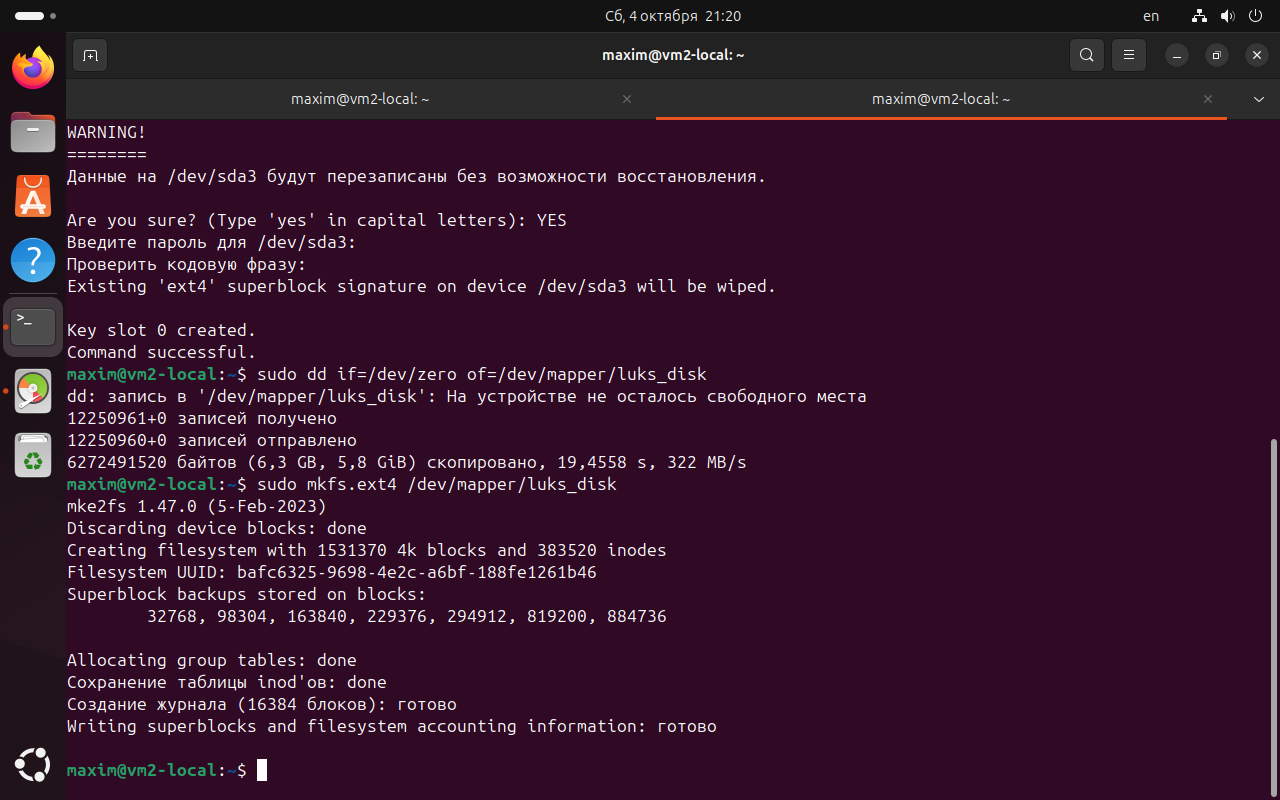 Сб, 4 октября 21:20
en
maxim@vm2-local: ~
maxim@vm2-local: ~
maxim@vm2-local: ~
WARNING!
========
Данные на /dev/sda3 будут перезаписаны без возможности восстановления.
Are you sure? (Type 'yes' in capital letters): YES
Введите пароль для /dev/sda3:
Проверить кодовую фразу:
Existing 'ext4' superblock signature on device /dev/sda3 will be wiped.
Key slot 0 created.
Command successful.
maxim@vm2-local:~$ sudo dd if=/dev/zero of=/dev/mapper/luks_disk
dd: запись в '/dev/mapper/luks_disk': На устройстве не осталось свободного места
12250961+0 записей получено
12250960+0 записей отправлено
6272491520 байтов (6,3 GB, 5,8 GiB) скопировано, 19,4558 s, 322 MB/s
maxim@vm2-local:~$ sudo mkfs.ext4 /dev/mapper/luks_disk
mke2fs 1.47.0 (5-Feb-2023)
Discarding device blocks: done
Creating filesystem with 1531370 4k blocks and 383520 inodes
Filesystem UUID: bafc6325-9698-4e2c-a6bf-188fe1261b46
Superblock backups stored on blocks:
32768, 98304, 163840, 229376, 294912, 819200, 884736
Allocating group tables: done
Сохранение таблицы inod'ов: done
Создание журнала (16384 блоков): готово
Writing superblocks and filesystem accounting information: готово
maxim@vm2-local:~$